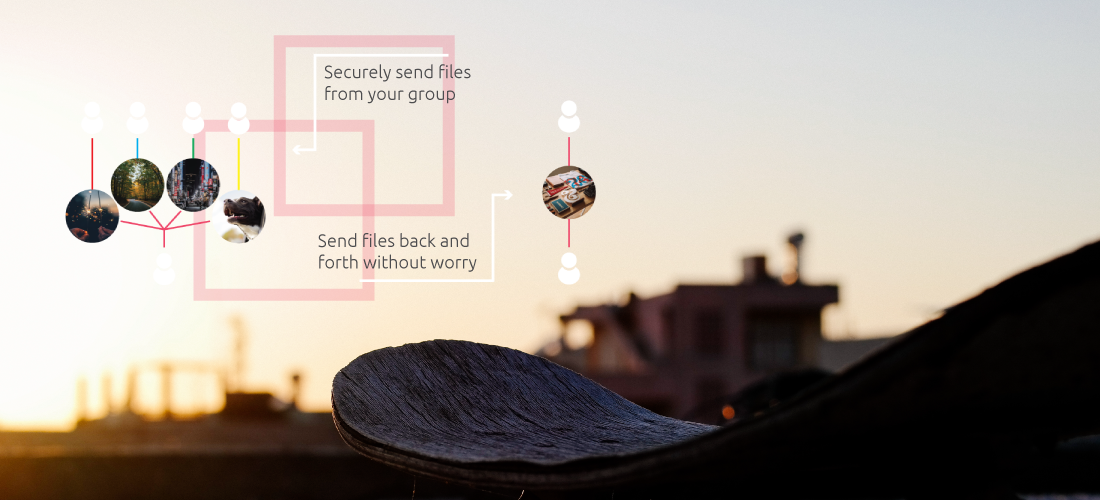 Securely send files
from your group
Send files back and
forth without worry